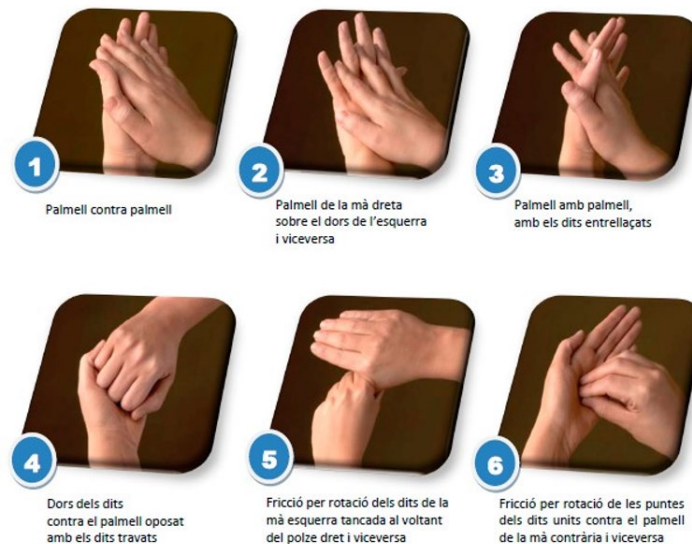 1
Palmell contra palmell
2
Palmell de la mà dreta
sobre el dors de l'esquerra
i viceversa
3
Palmell amb palmell,
amb els dits entrellaçats
4
Dors dels dits
contra el palmell oposat
amb els dits travats
5
Fricció per rotació dels dits de la
mà esquerra tancada al voltant
del polze dret i viceversa
6
Fricció per rotació de les puntes
dels dits units contra el palmell
de la mà contrària i viceversa